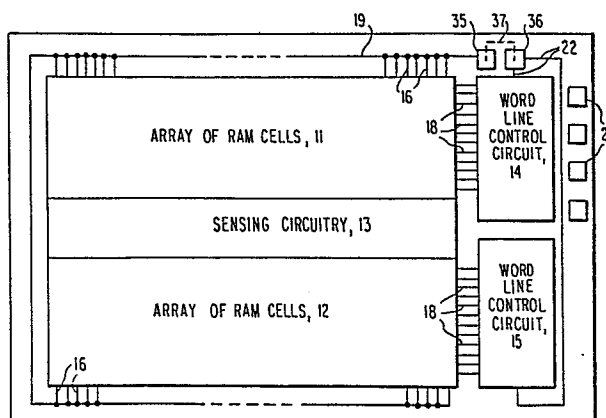 19
35
37
36
22
16
ARRAY OF RAM CELLS, 11
18
WORD LINE CONTROL CIRCUIT, 14
2
SENSING CIRCUITRY, 13
ARRAY OF RAM CELLS, 12
18
WORD LINE CONTROL CIRCUIT, 15
16